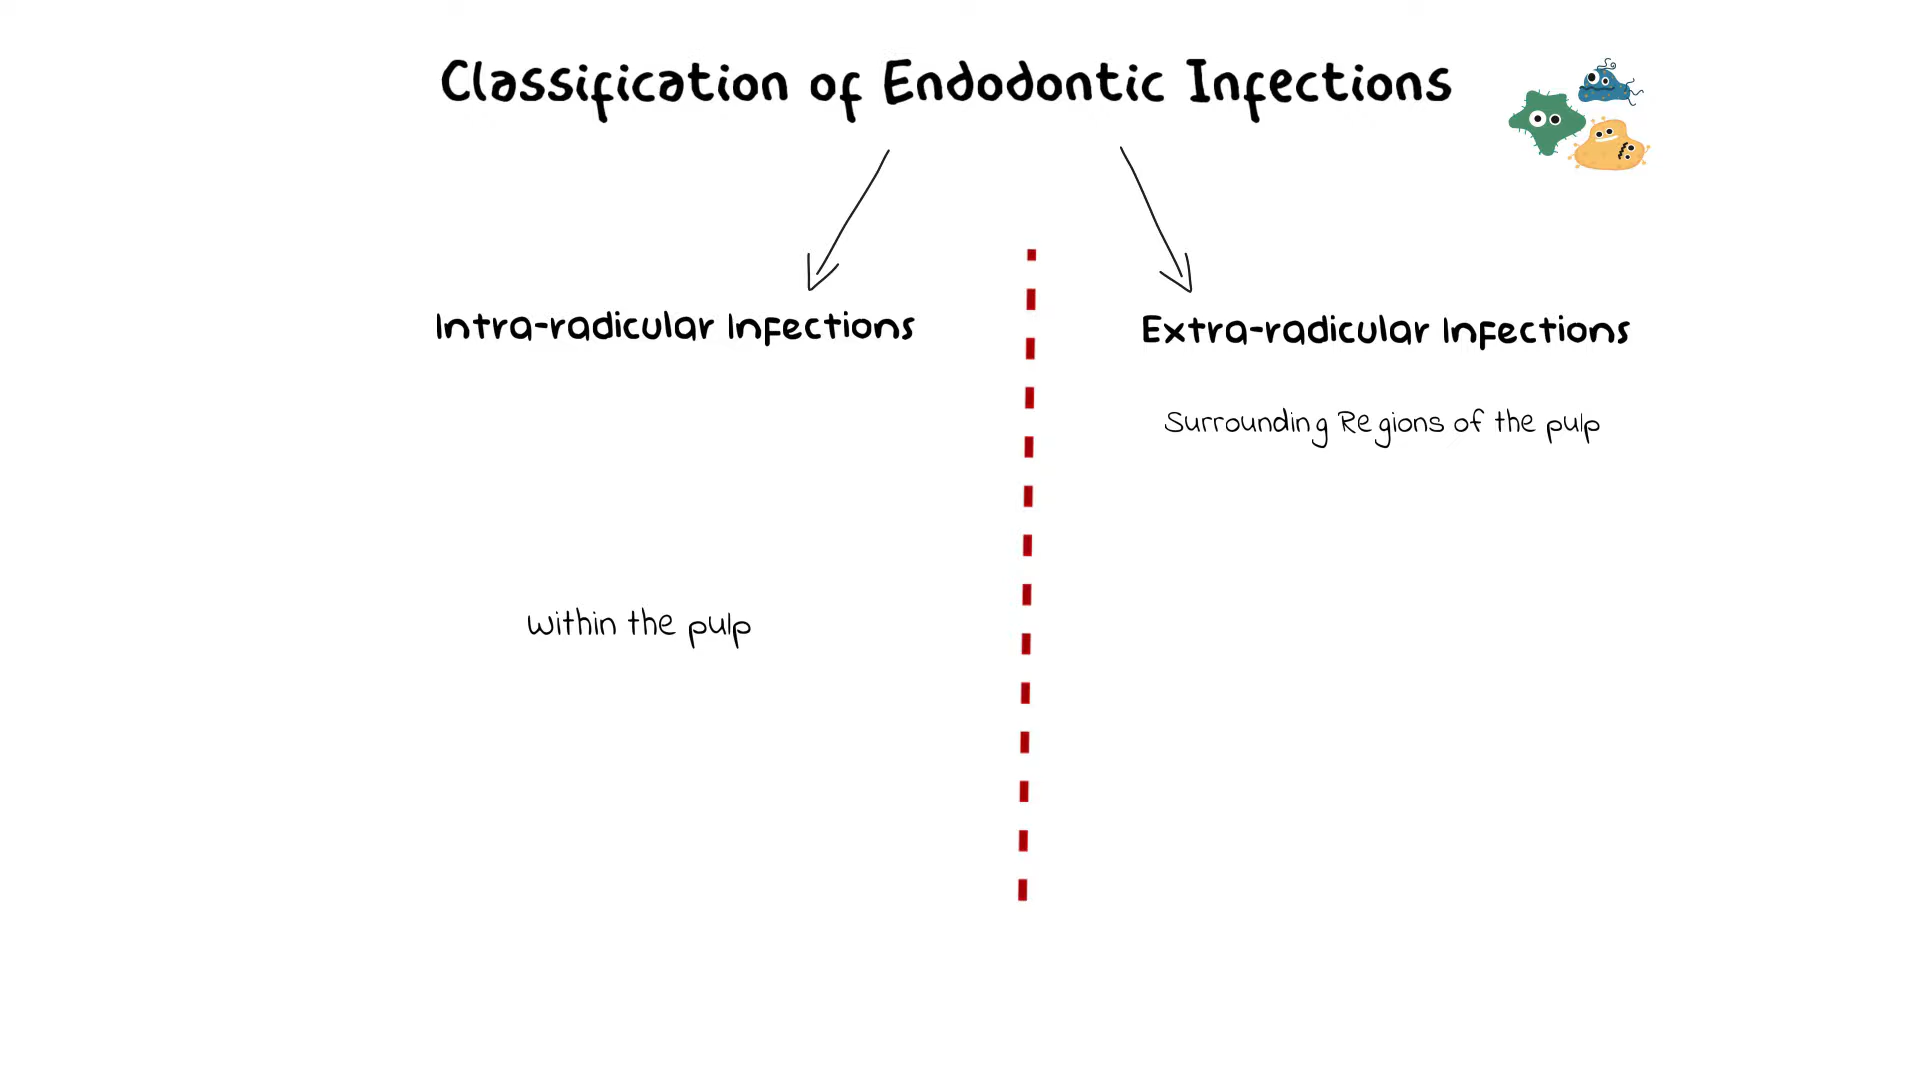 Classification of Endodontic Infections
Intra-radicular Infections
within the pulp
Extra-radicular Infections
Surrounding Regions of the pulp